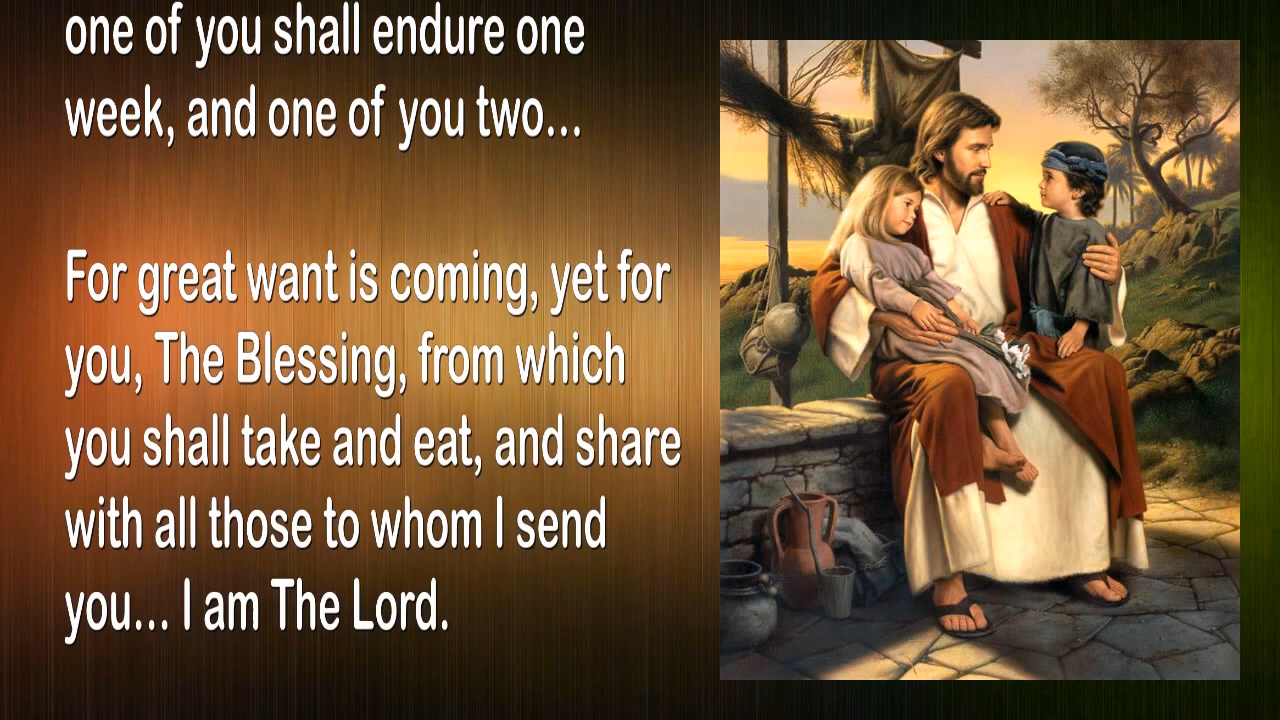 one of you shall endure one
week, and one of you two...
For great want is coming, yet for
you, The Blessing, from which
you shall take and eat, and share
with all those to whom I send
you... I am The Lord.